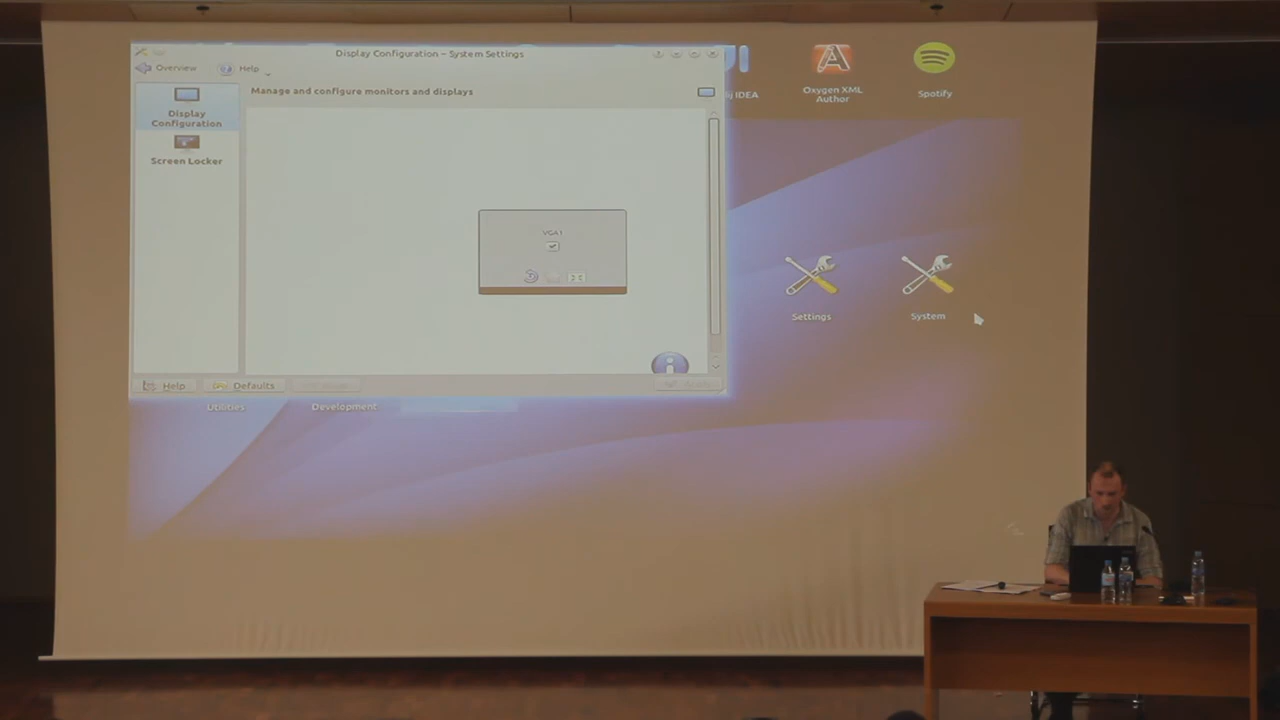 Display Configuration – System Settings
Overview
Help
Manage and configure monitors and displays
Display
Configuration
Screen Locker
VGA1
Help
Defaults
IDEA
Oxygen XML
Author
Spotify
Settings
System
Utilities
Development